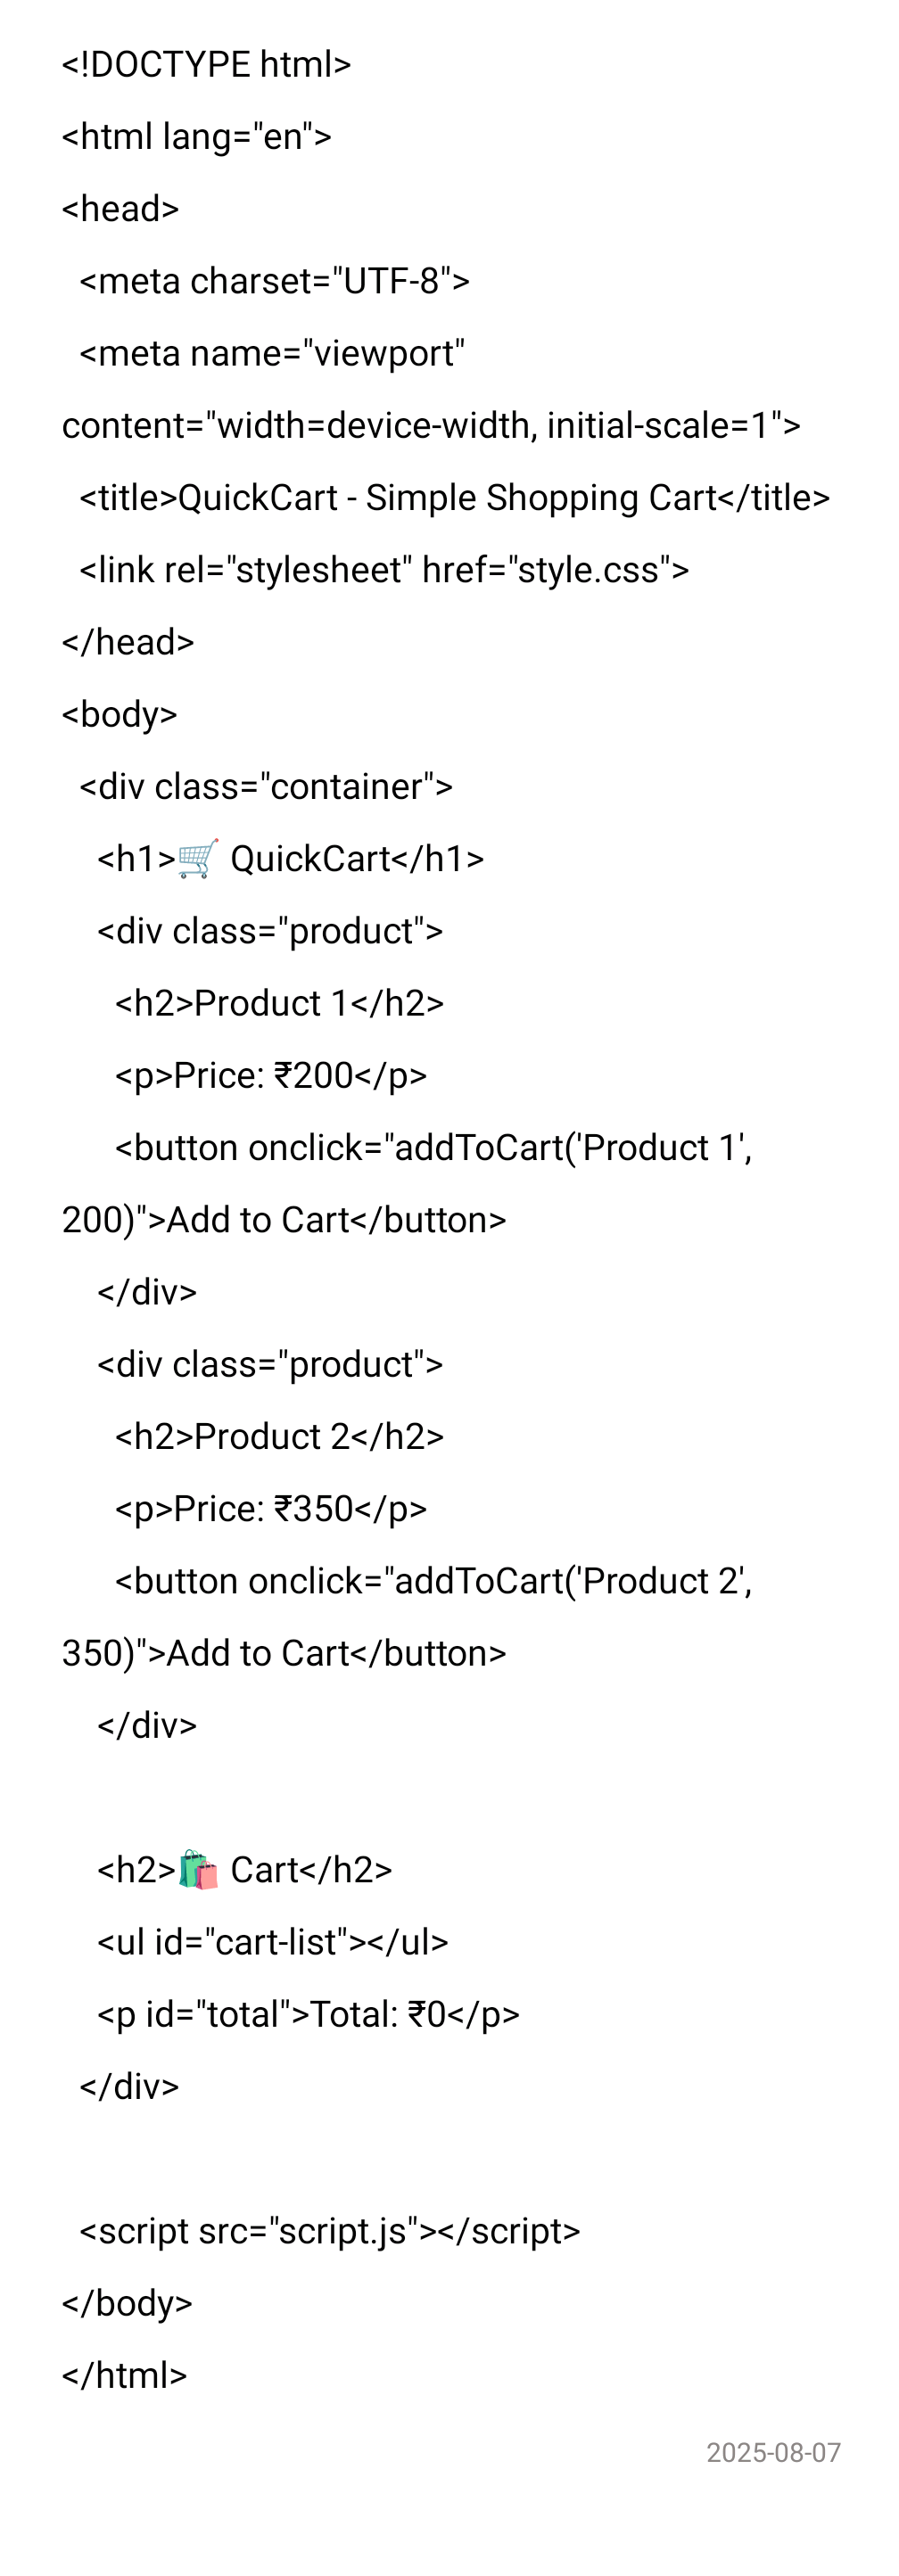 <!DOCTYPE html>
<html lang="en">
<head>
  <meta charset="UTF-8">
  <meta name="viewport"
content="width=device-width, initial-scale=1">
  <title>QuickCart - Simple Shopping Cart</title>
  <link rel="stylesheet" href="style.css">
</head>
<body>
  <div class="container">
    <h1>🛒 QuickCart</h1>
    <div class="product">
      <h2>Product 1</h2>
      <p>Price: ₹200</p>
      <button onclick="addToCart('Product 1',
200)">Add to Cart</button>
    </div>
    <div class="product">
      <h2>Product 2</h2>
      <p>Price: ₹350</p>
      <button onclick="addToCart('Product 2',
350)">Add to Cart</button>
    </div>

    <h2>🛍️ Cart</h2>
    <ul id="cart-list"></ul>
    <p id="total">Total: ₹0</p>
  </div>

  <script src="script.js"></script>
</body>
</html>
2025-08-07